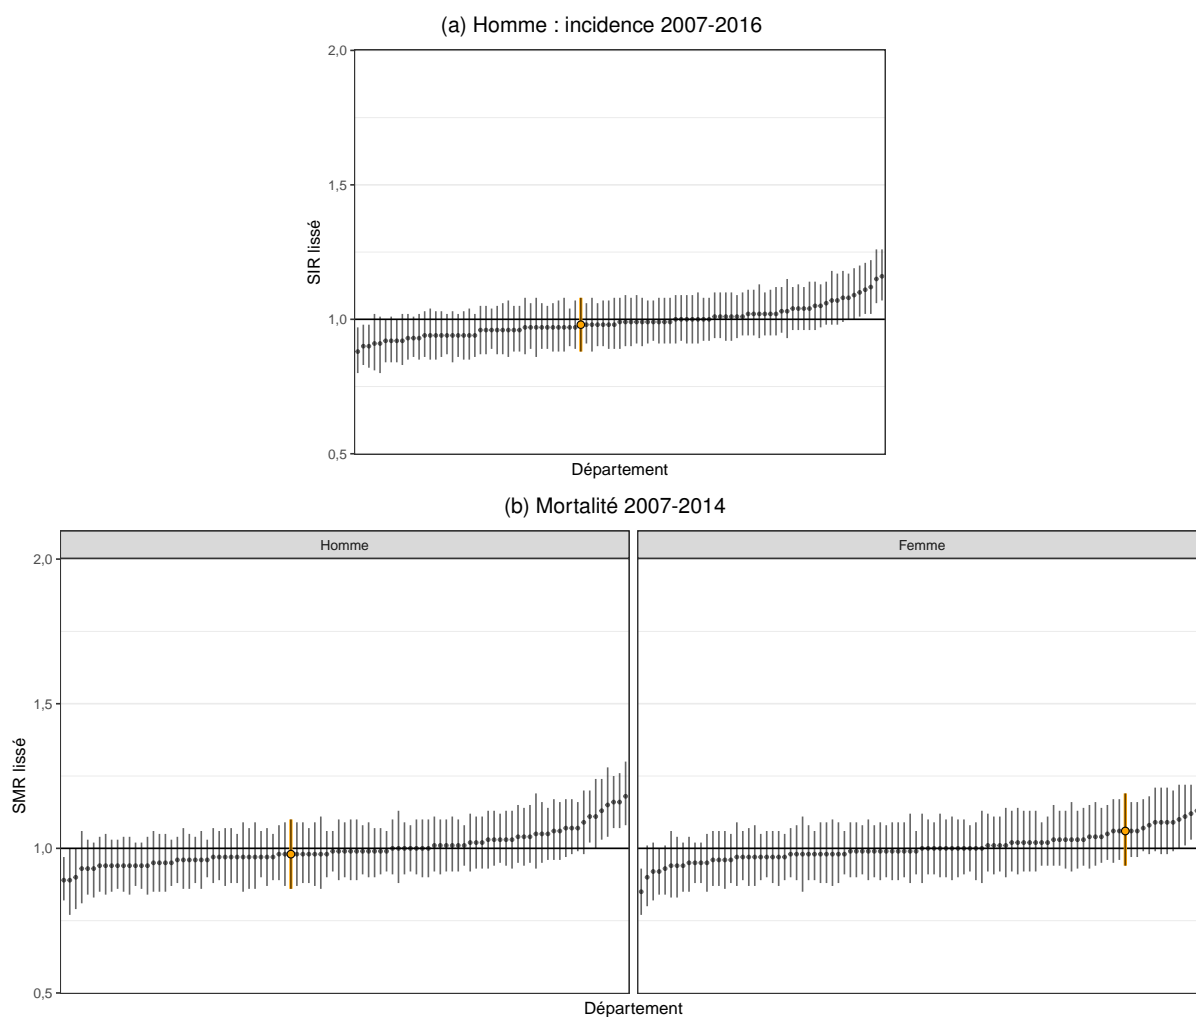 (a) Homme : incidence 2007-2016
2,0
1,5
1,0
0,5
SIR lissé
Département
(b) Mortalité 2007-2014
Homme
Femme
2,0
1,5
1,0
0,5
SMR lissé
Département